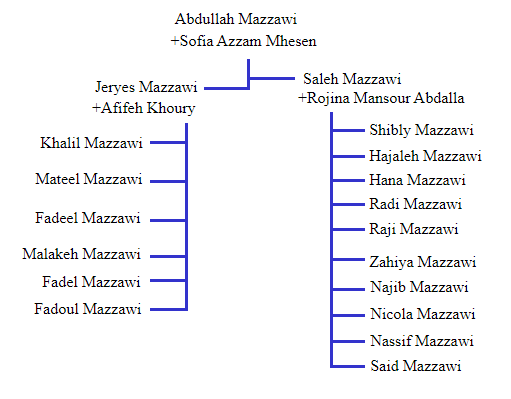 Abdullah Mazzawi
+Sofia Azzam Mhesen
Jeryes Mazzawi
+Afifeh Khoury
Khalil Mazzawi
Mateel Mazzawi
Fadeel Mazzawi
Malakeh Mazzawi
Fadel Mazzawi
Fadoul Mazzawi
Saleh Mazzawi
+Rojina Mansour Abdalla
Shibly Mazzawi
Hajaleh Mazzawi
Hana Mazzawi
Radi Mazzawi
Raji Mazzawi
Zahiya Mazzawi
Najib Mazzawi
Nicola Mazzawi
Nassif Mazzawi
Said Mazzawi